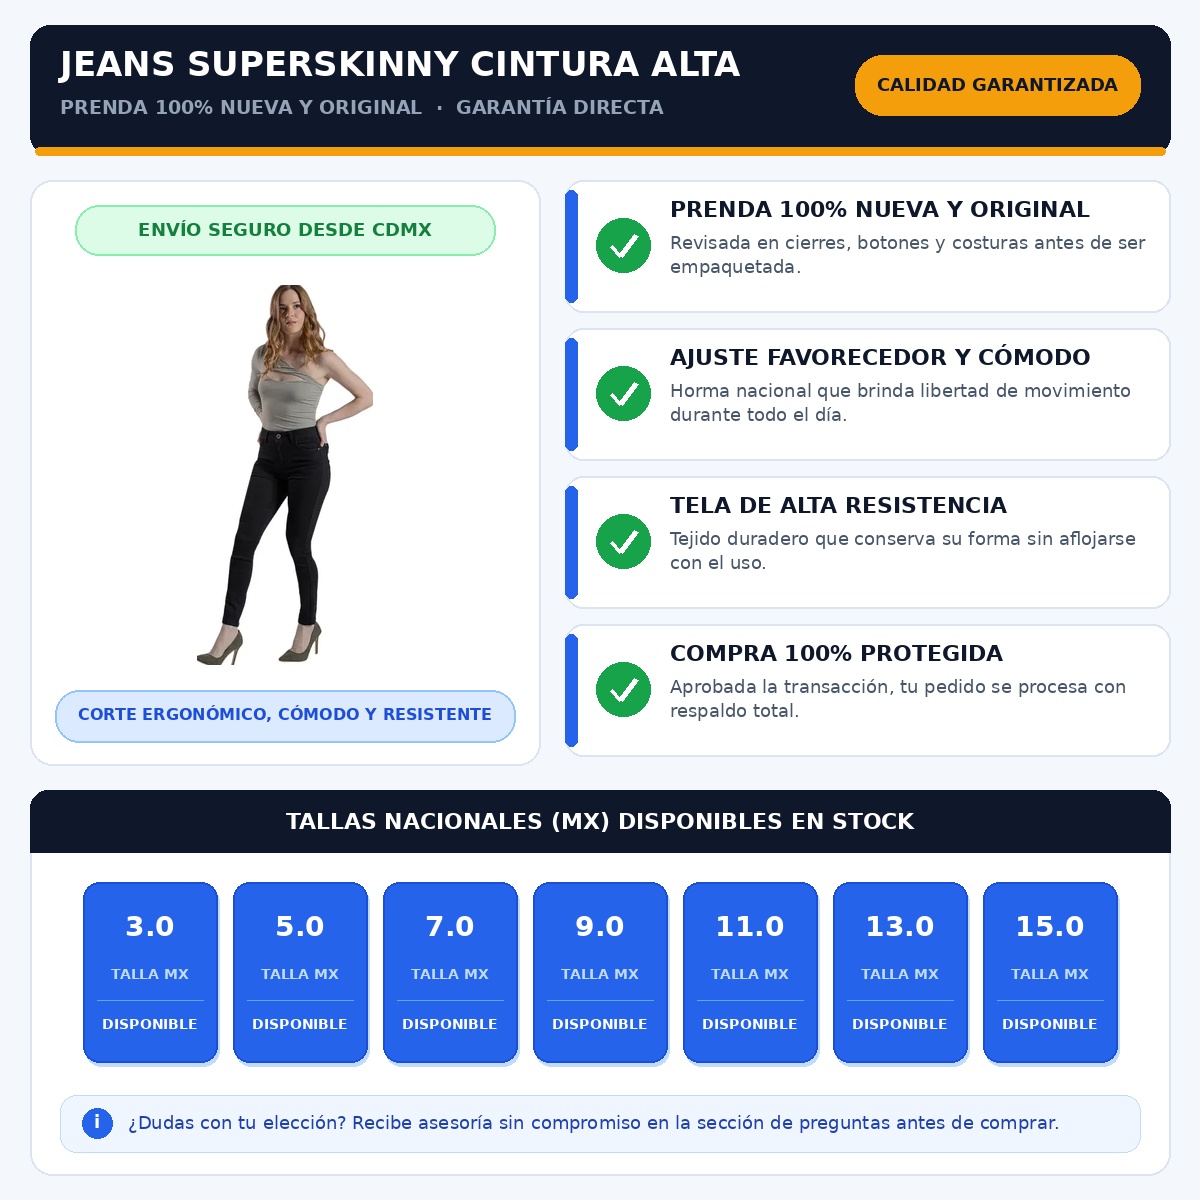 JEANS SUPERSKINNY CINTURA ALTA
PRENDA 100% NUEVA Y ORIGINAL · GARANTÍA DIRECTA
CALIDAD GARANTIZADA
ENVÍO SEGURO DESDE CDMX
CORTE ERGONÓMICO, CÓMODO Y RESISTENTE
PRENDA 100% NUEVA Y ORIGINAL
Revisada en cierres, botones y costuras antes de ser
empaquetada.
AJUSTE FAVORECEDOR Y CÓMODO
Horma nacional que brinda libertad de movimiento
durante todo el día.
TELA DE ALTA RESISTENCIA
Tejido duradero que conserva su forma sin aflojarse
con el uso.
COMPRA 100% PROTEGIDA
Aprobada la transacción, tu pedido se procesa con
respaldo total.
TALLAS NACIONALES (MX) DISPONIBLES EN STOCK
3.0
TALLA MX
DISPONIBLE
5.0
TALLA MX
DISPONIBLE
7.0
TALLA MX
DISPONIBLE
9.0
TALLA MX
DISPONIBLE
11.0
TALLA MX
DISPONIBLE
13.0
TALLA MX
DISPONIBLE
15.0
TALLA MX
DISPONIBLE
i
¿Dudas con tu elección? Recibe asesoría sin compromiso en la sección de preguntas antes de comprar.